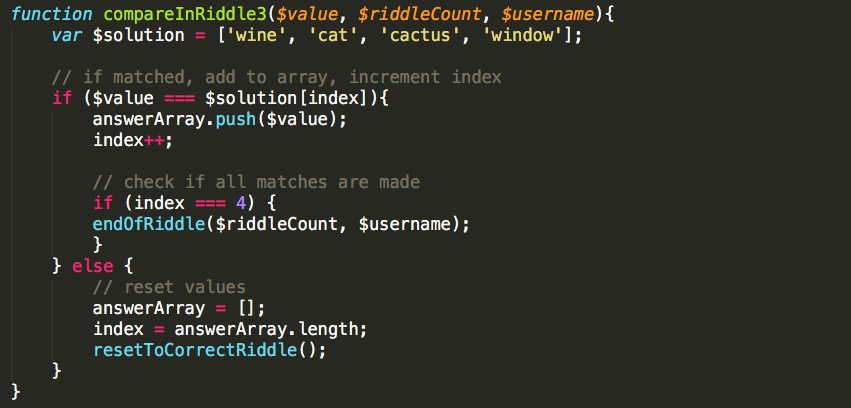 function compareInRiddle3($value, $riddleCount, $username){
    var $solution = ['wine', 'cat', 'cactus', 'window'];

    // if matched, add to array, increment index
    if ($value === $solution[index]){
        answerArray.push($value);
        index++;

        // check if all matches are made
        if (index === 4) {
        endOfRiddle($riddleCount, $username);
        }
    } else {
        // reset values
        answerArray = [];
        index = answerArray.length;
        resetToCorrectRiddle();
    }
}